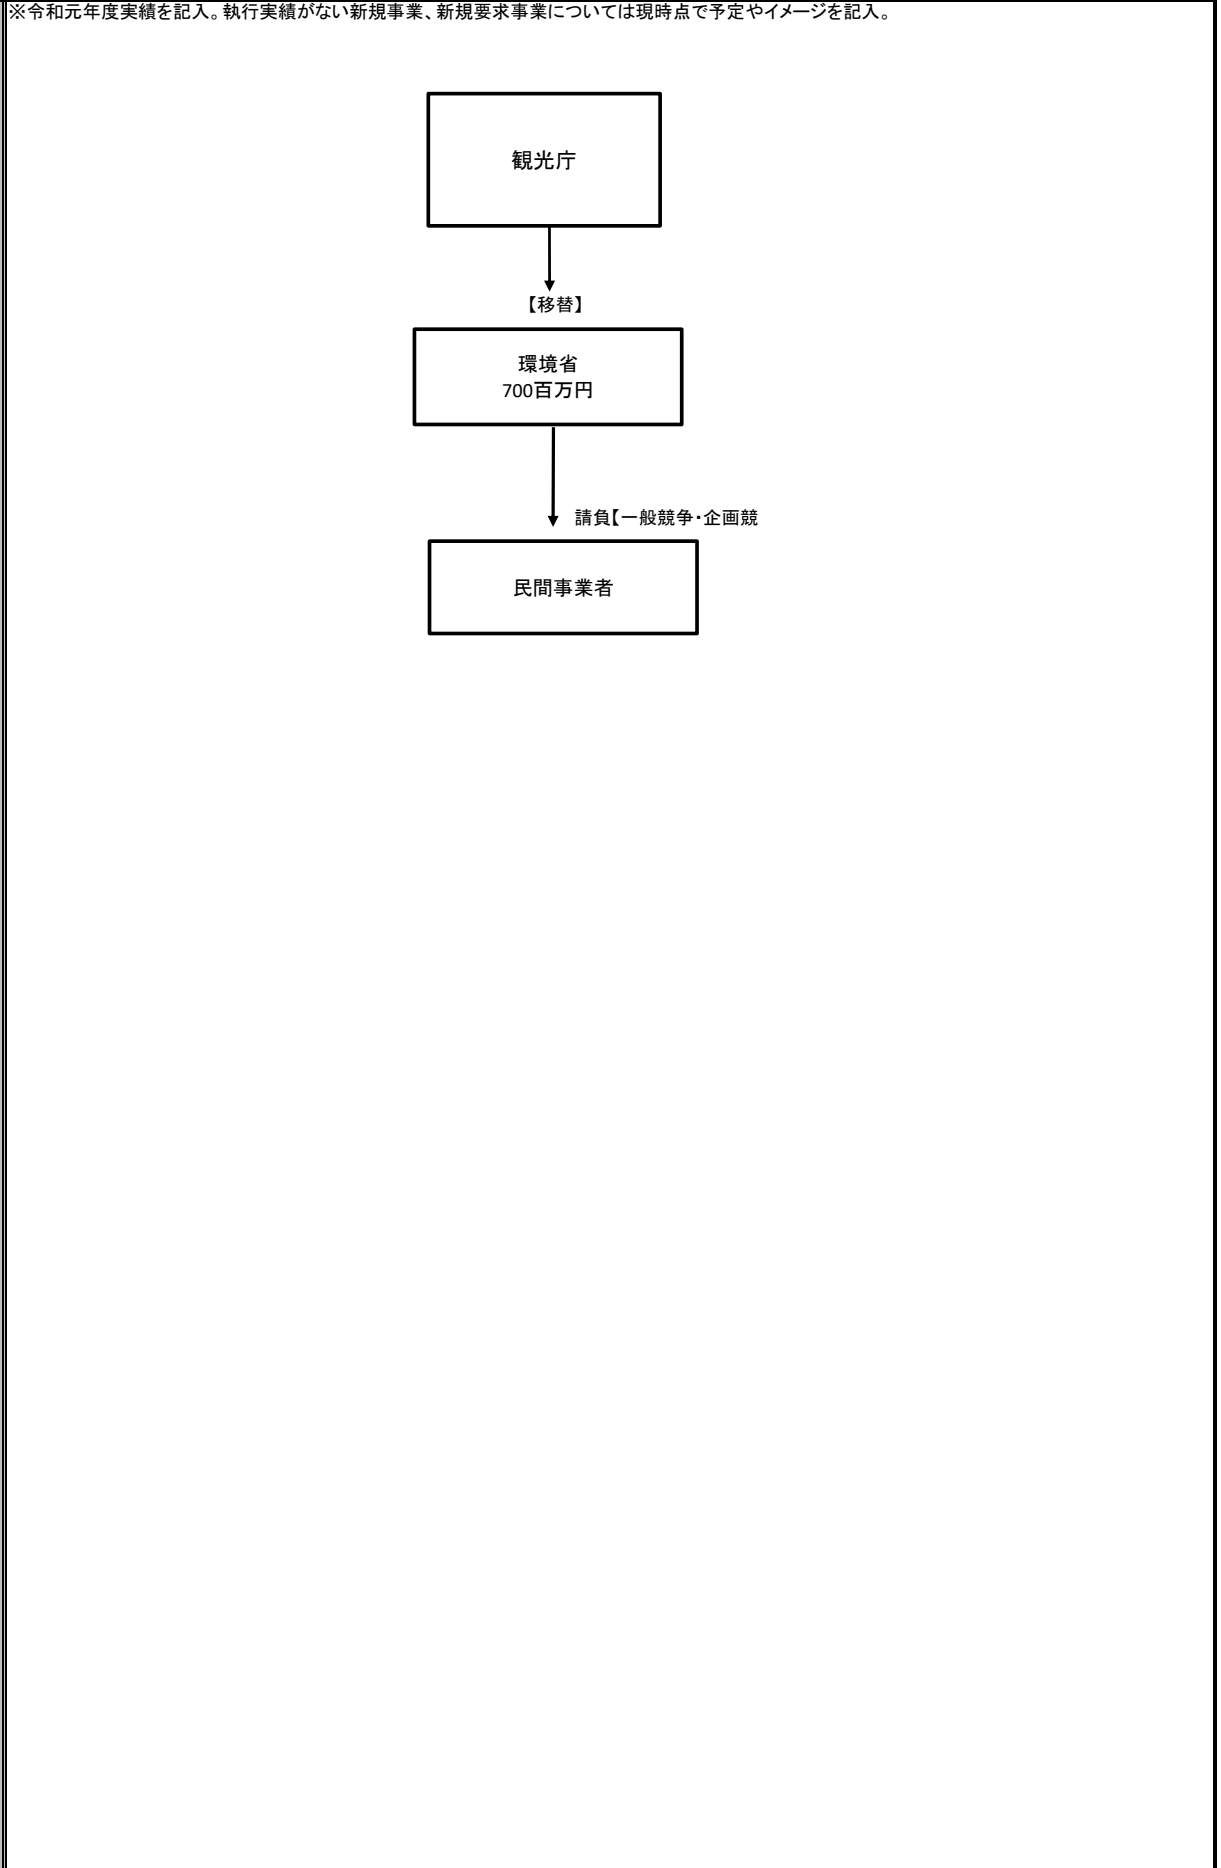 ※令和元年度実績を記入。執行実績がない新規事業、新規要求事業については現時点で予定やイメージを記入。
観光庁
【移替】
環境省
700百万円
請負【一般競争・企画競
民間事業者